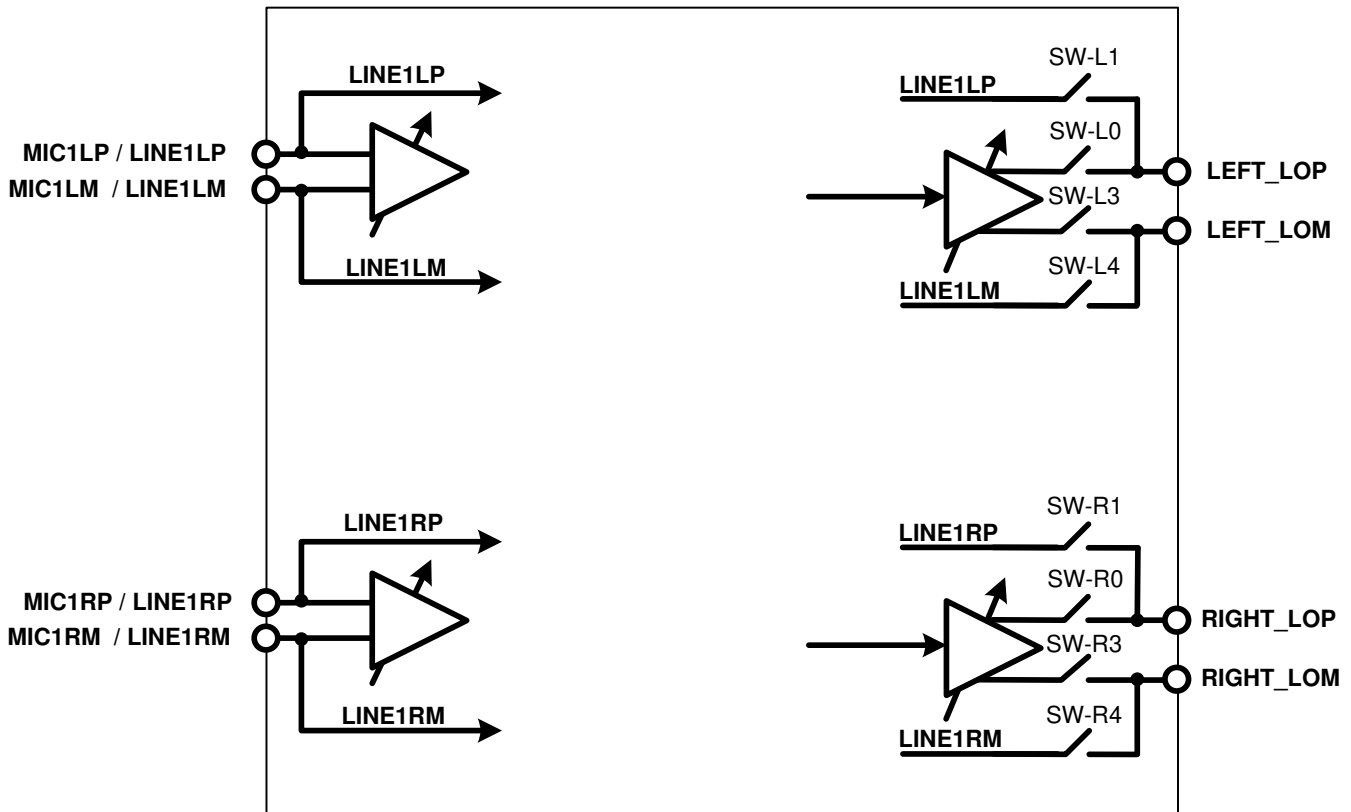 LINE1LP
MIC1LP / LINE1LP
MIC1LM / LINE1LM
LINE1LM
SW-L1
LINE1LP
SW-L0
LEFT_LOP
SW-L3
LEFT_LOM
SW-L4
LINE1LM
LINE1RP
MIC1RP / LINE1RP
MIC1RM / LINE1RM
LINE1RM
SW-R1
LINE1RP
SW-R0
RIGHT_LOP
SW-R3
RIGHT_LOM
SW-R4
LINE1RM